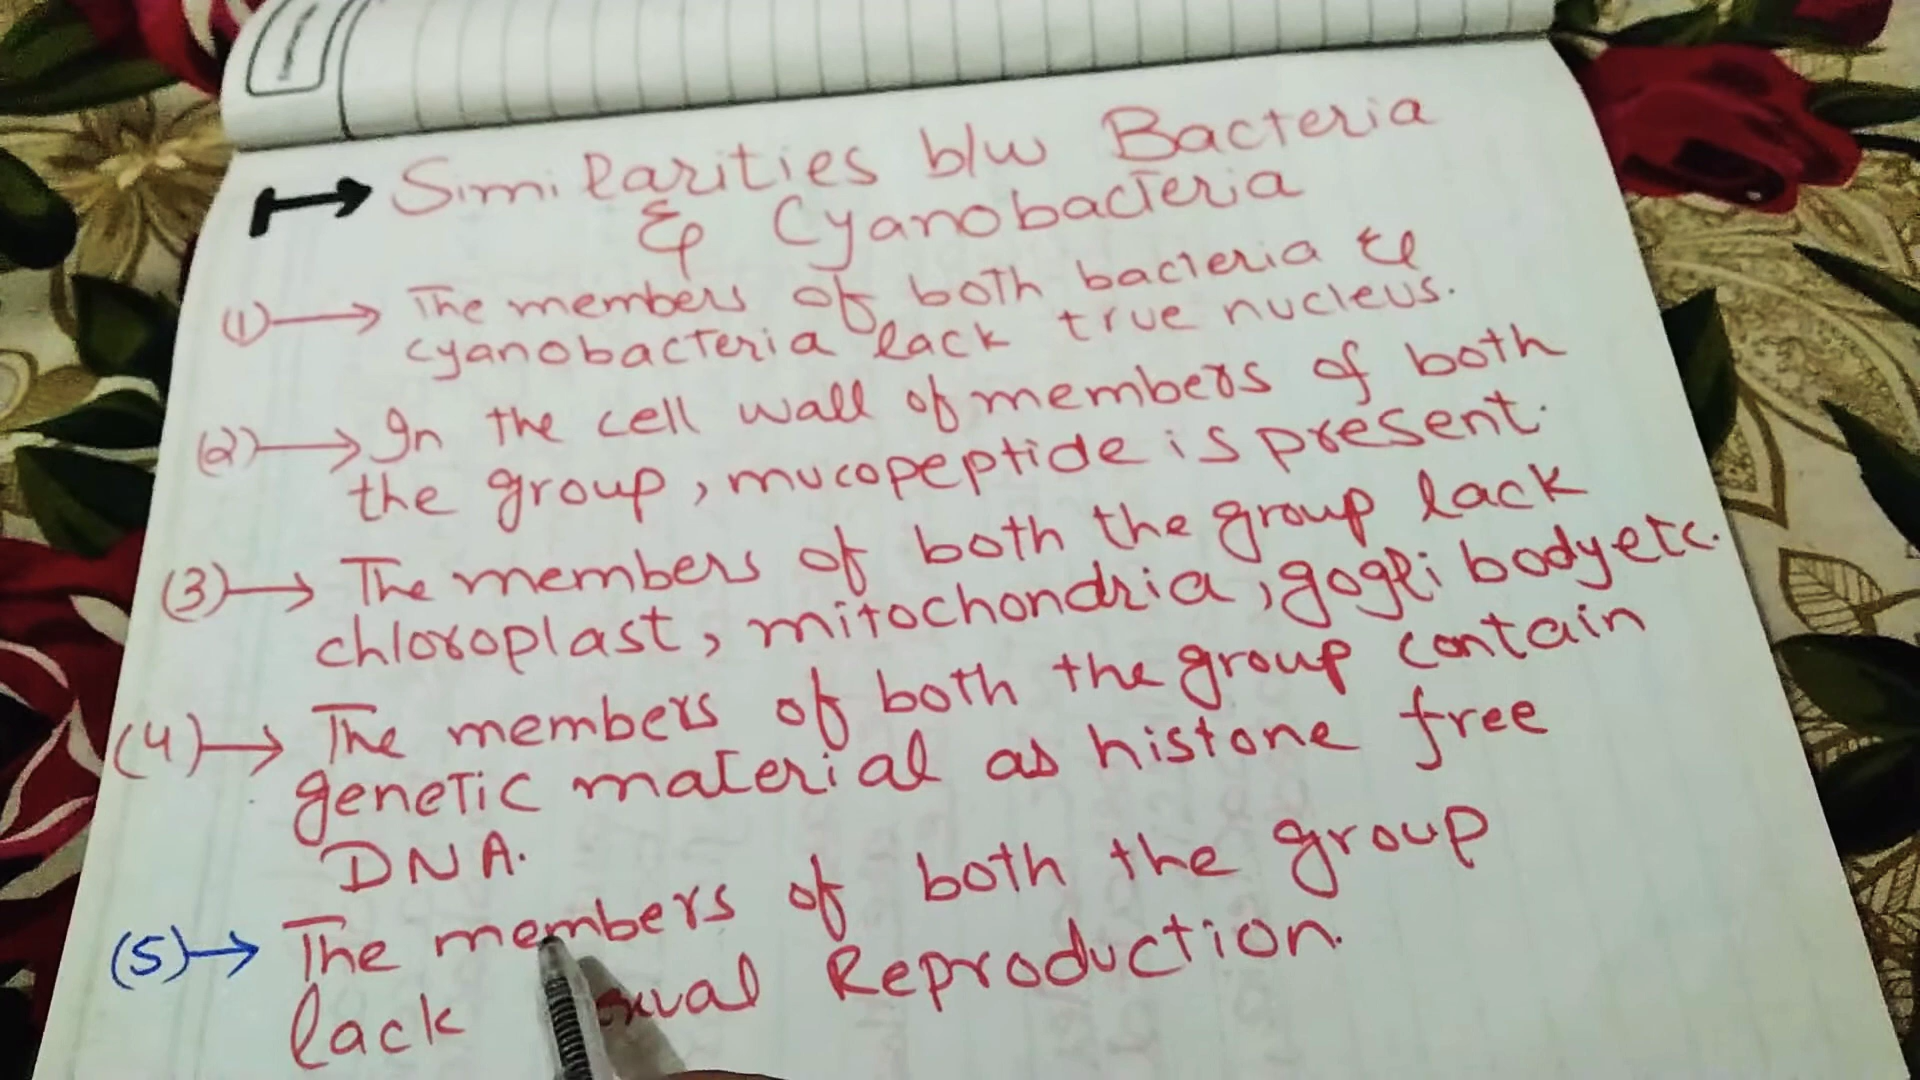 Similarities b/w Bacteria
& Cyanobacteria
(1) → The members of both bacteria &
cyanobacteria lack true nucleus.
(2) → In the cell wall of members of both
the group, mucopeptide is present.
(3) → The members of both the group lack
chloroplast, mitochondria, gogli body etc.
(4) → The members of both the group contain
genetic material as histone free
DNA.
(5) → The members of both the group
lack Reproduction.